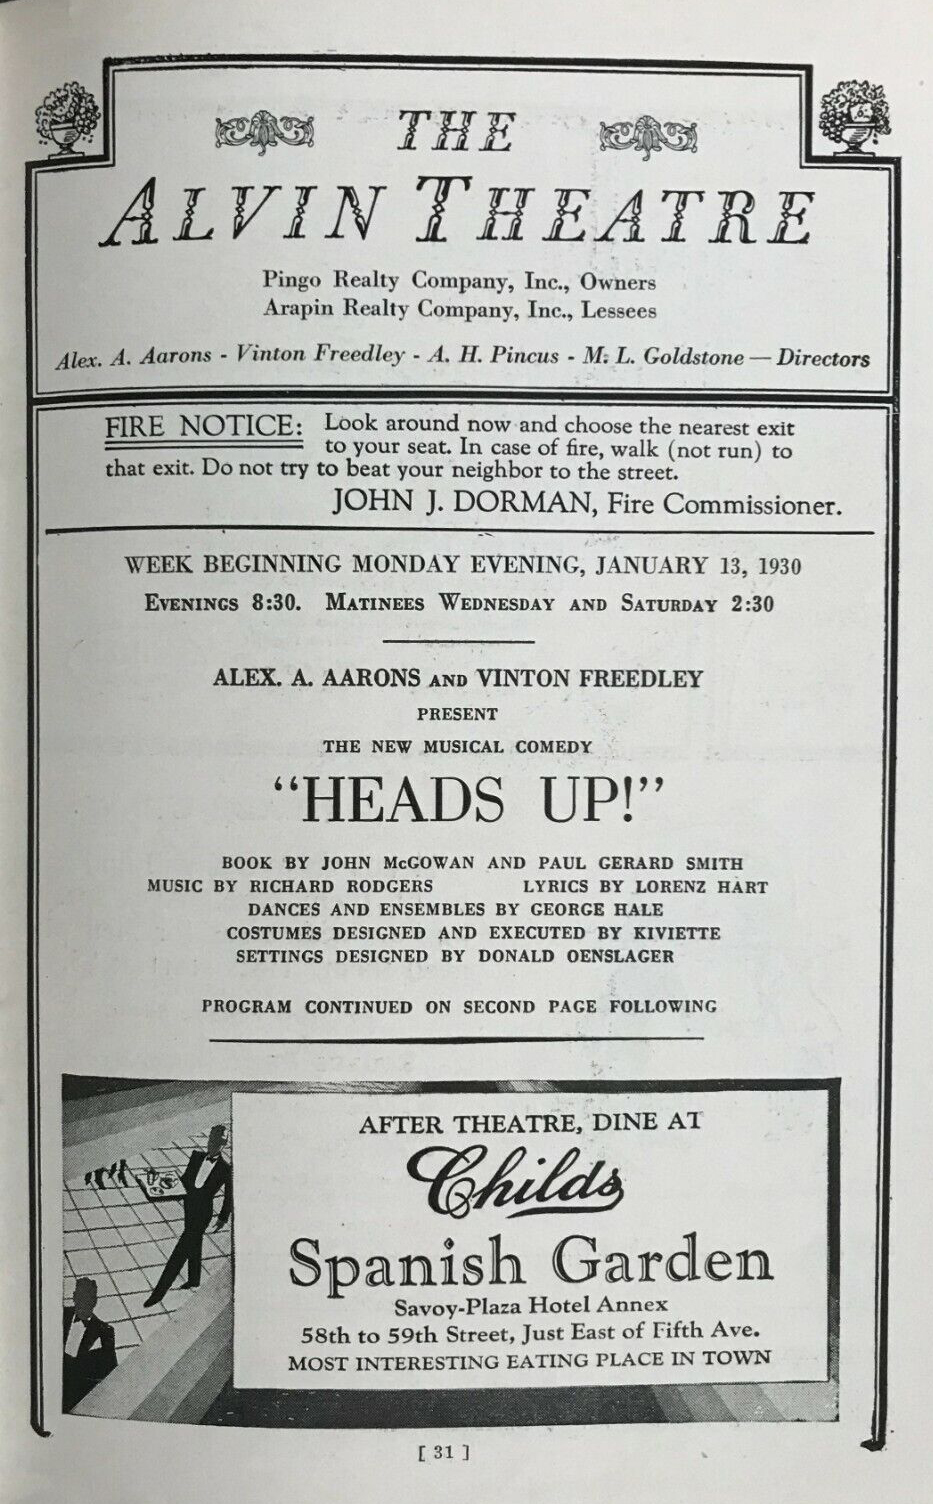 THE
ALVIN THEATRE
Pingo Realty Company, Inc., Owners
Arapin Realty Company, Inc., Lessees
Alex. A. Aarons - Vinton Freedley - A. H. Pincus - M. L. Goldstone — Directors
FIRE NOTICE: Look around now and choose the nearest exit
to your seat. In case of fire, walk (not run) to
that exit. Do not try to beat your neighbor to the street.
JOHN J. DORMAN, Fire Commissioner.
WEEK BEGINNING MONDAY EVENING, JANUARY 13, 1930
EVENINGS 8:30. MATINEES WEDNESDAY AND SATURDAY 2:30
ALEX. A. AARONS AND VINTON FREEDLEY
PRESENT
THE NEW MUSICAL COMEDY
“HEADS UP!”
BOOK BY JOHN McGOWAN AND PAUL GERARD SMITH
MUSIC BY RICHARD RODGERS LYRICS BY LORENZ HART
DANCES AND ENSEMBLES BY GEORGE HALE
COSTUMES DESIGNED AND EXECUTED BY KIVIETTE
SETTINGS DESIGNED BY DONALD OENSLAGER
PROGRAM CONTINUED ON SECOND PAGE FOLLOWING
AFTER THEATRE, DINE AT
Childs
Spanish Garden
Savoy-Plaza Hotel Annex
58th to 59th Street, Just East of Fifth Ave.
MOST INTERESTING EATING PLACE IN TOWN
[ 31 ]